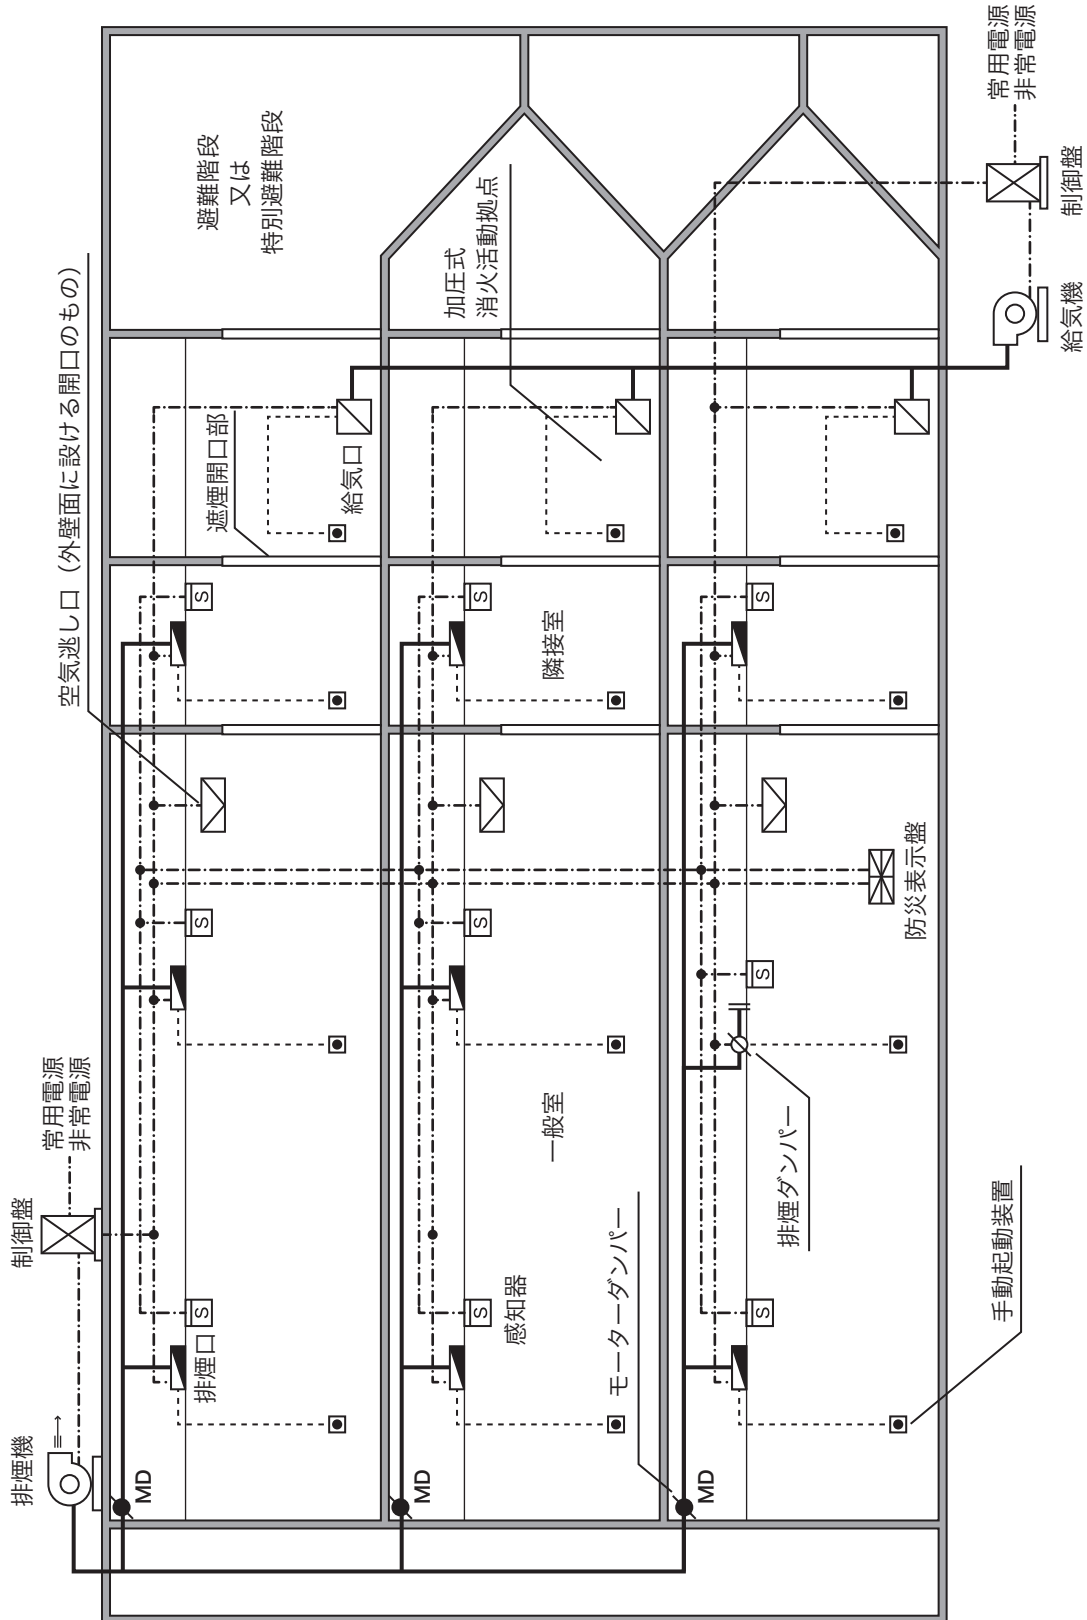 排煙機
制御盤
常用電源
非常電源
空気逃し口（外壁面に設ける開口のもの）
避難階段
又は
特別避難階段
MD
排煙口
S
S
S
遮煙開口部
給気口
MD
感知器
S
一般室
S
隣接室
S
加圧式
消火活動拠点
モーターダンパー
MD
S
排煙ダンパー
S
S
防災表示盤
手動起動装置
給気機
制御盤
常用電源
非常電源